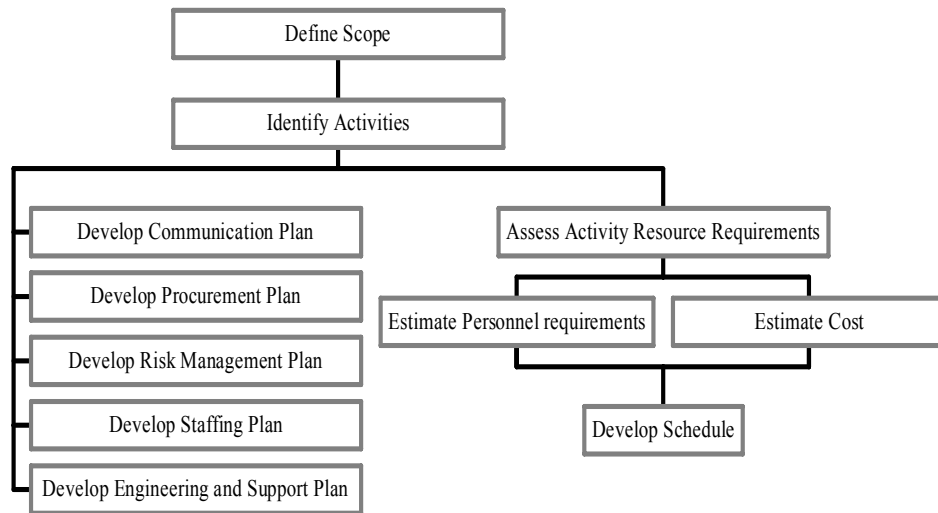 Define Scope
Identify Activities
Develop Communication Plan
Develop Procurement Plan
Develop Risk Management Plan
Develop Staffing Plan
Develop Engineering and Support Plan
Assess Activity Resource Requirements
Estimate Personnel requirements
Estimate Cost
Develop Schedule